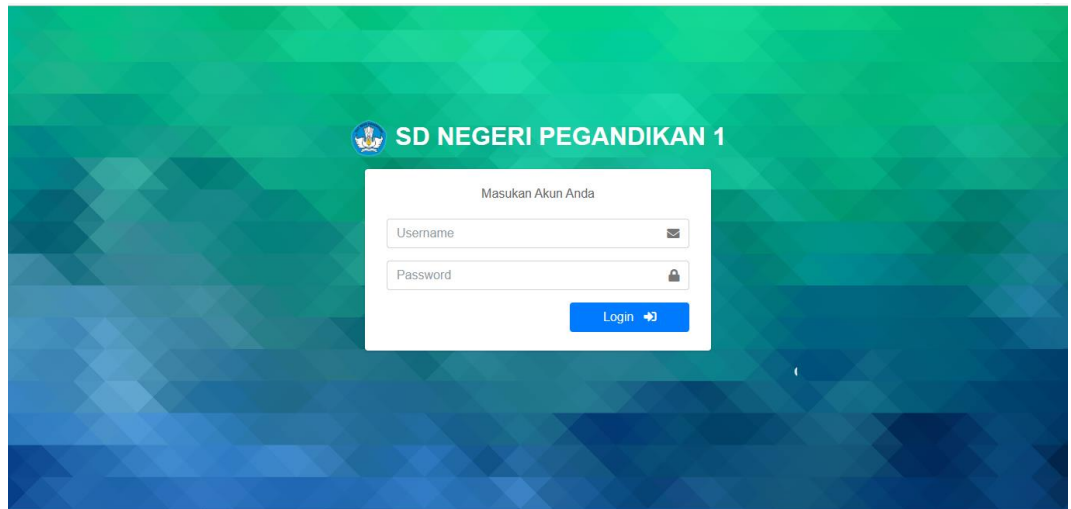 SD NEGERI PEGANDIKAN 1
Masukan Akun Anda
Username
Password
Login